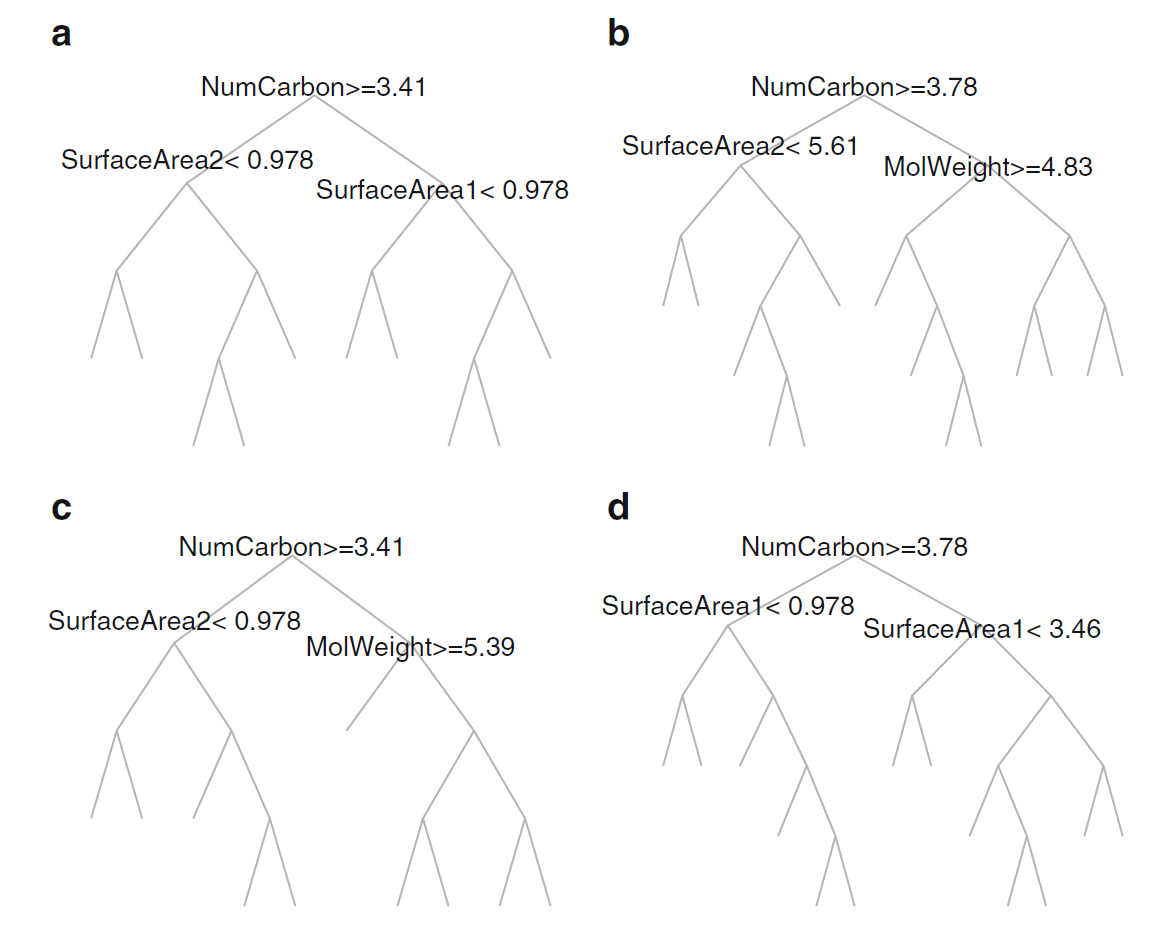 a
NumCarbon>=3.41
SurfaceArea2< 0.978
SurfaceArea1< 0.978
b
NumCarbon>=3.78
SurfaceArea2< 5.61
MolWeight>=4.83
c
NumCarbon>=3.41
SurfaceArea2< 0.978
MolWeight>=5.39
d
NumCarbon>=3.78
SurfaceArea1< 0.978
SurfaceArea1< 3.46